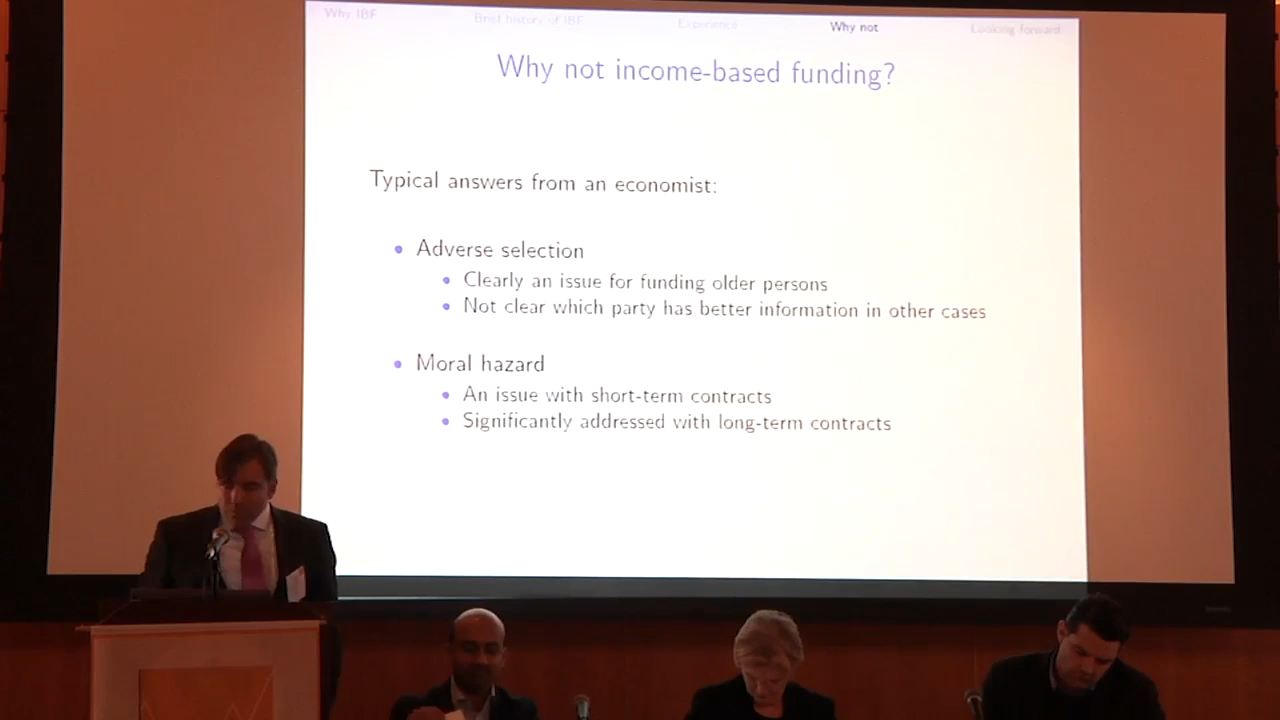 Why IBF
Brief history of IBF
Experience
Why not
Looking forward
Why not income-based funding?
Typical answers from an economist:
Adverse selection
Clearly an issue for funding older persons
Not clear which party has better information in other cases
Moral hazard
An issue with short-term contracts
Significantly addressed with long-term contracts